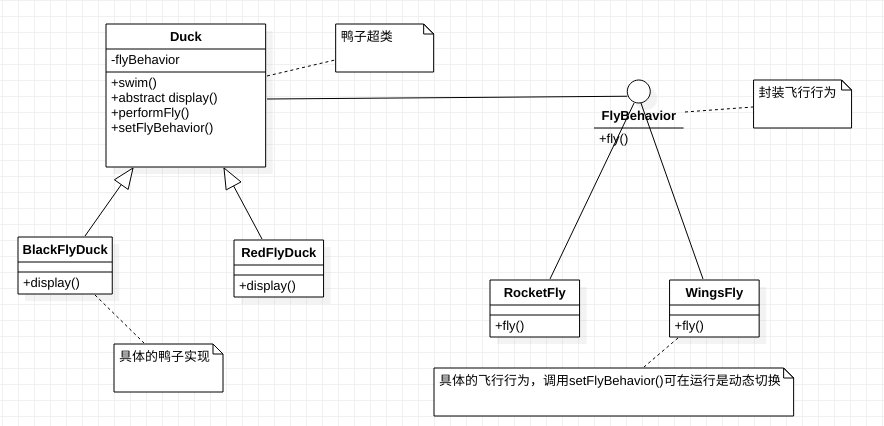 Duck
-flyBehavior
+swim()
+abstract display()
+performFly()
+setFlyBehavior()
鸭子超类
FlyBehavior
+fly()
封装飞行行为
BlackFlyDuck
+display()
RedFlyDuck
+display()
RocketFly
+fly()
WingsFly
+fly()
具体的鸭子实现
具体的飞行行为，调用setFlyBehavior()可在运行是动态切换